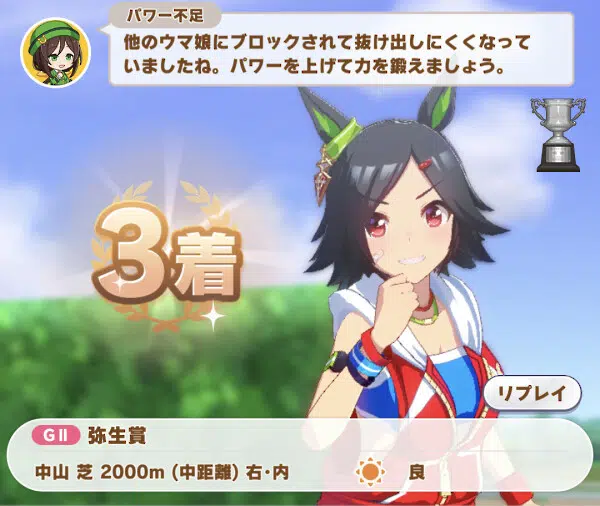 パワー不足
他のウマ娘にブロックされて抜け出しにくくなって
いましたね。パワーを上げて力を鍛えましょう。
3着
リプレイ
GⅡ 弥生賞
中山 芝 2000m (中距離) 右・内 良